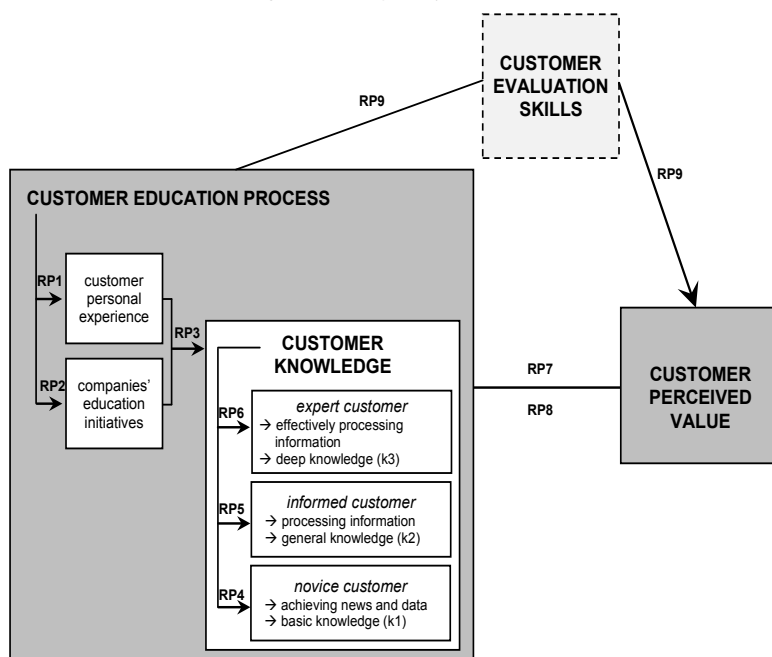 CUSTOMER
EVALUATION
SKILLS
RP9
RP9
CUSTOMER EDUCATION PROCESS
RP1
customer
personal
experience
RP2
companies'
education
initiatives
RP3
CUSTOMER
KNOWLEDGE
RP6
expert customer
→ effectively processing
information
→ deep knowledge (k3)
RP5
informed customer
→ processing information
→ general knowledge (k2)
RP4
novice customer
→ achieving news and data
→ basic knowledge (k1)
RP7
RP8
CUSTOMER
PERCEIVED
VALUE